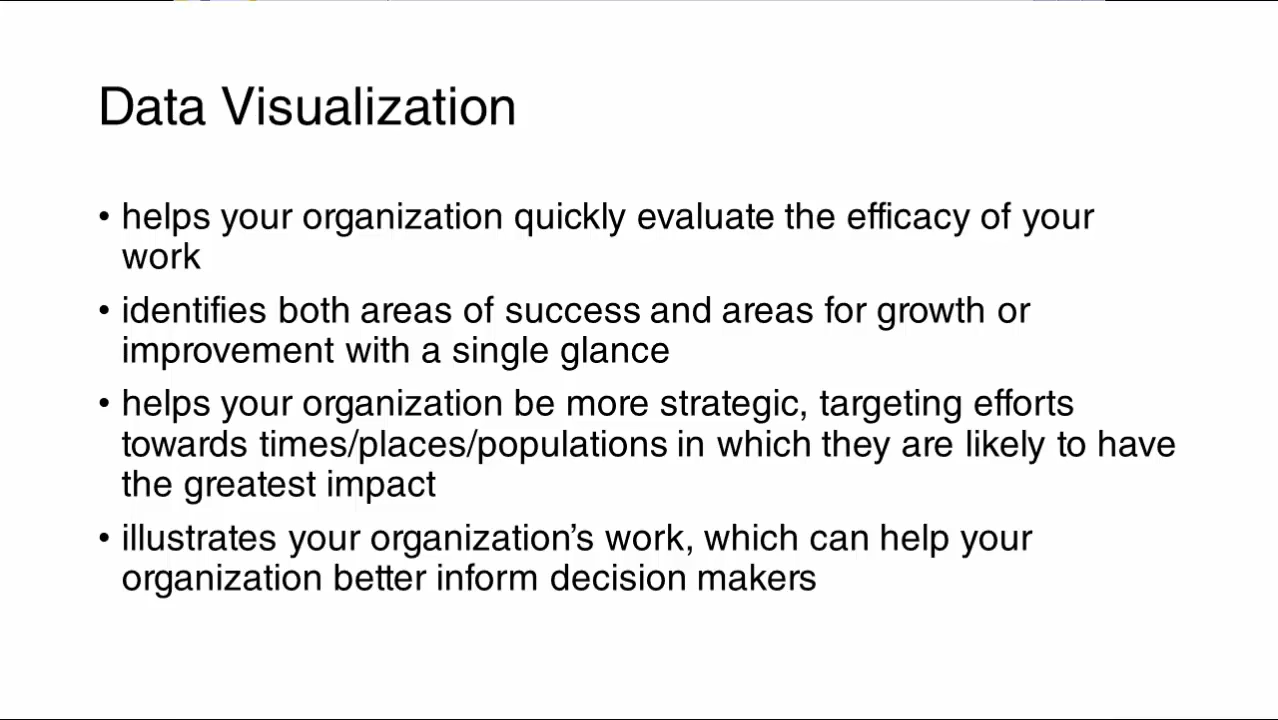 Data Visualization
• helps your organization quickly evaluate the efficacy of your
work
• identifies both areas of success and areas for growth or
improvement with a single glance
• helps your organization be more strategic, targeting efforts
towards times/places/populations in which they are likely to have
the greatest impact
• illustrates your organization’s work, which can help your
organization better inform decision makers